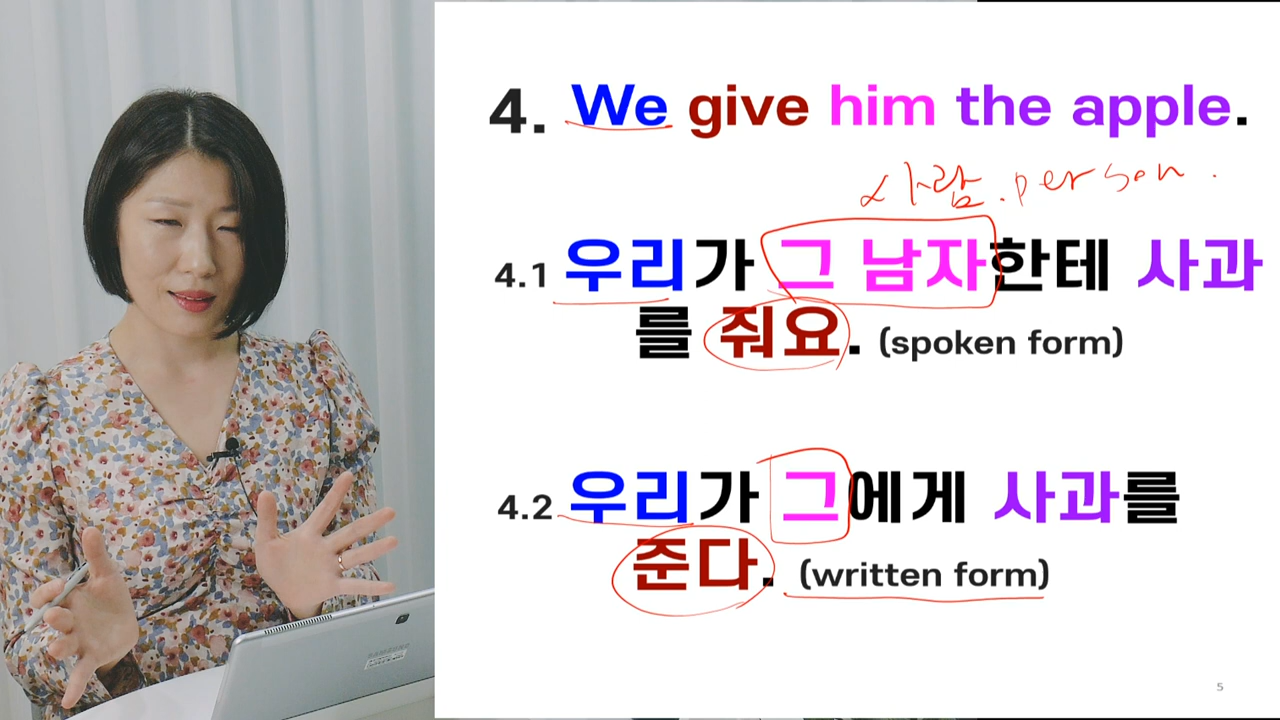 4. We give him the apple.
사람. person.
4.1 우리가 그 남자한테 사과
를 줘요. (spoken form)
4.2 우리가 그에게 사과를
준다. (written form)
5
SAMSUNG